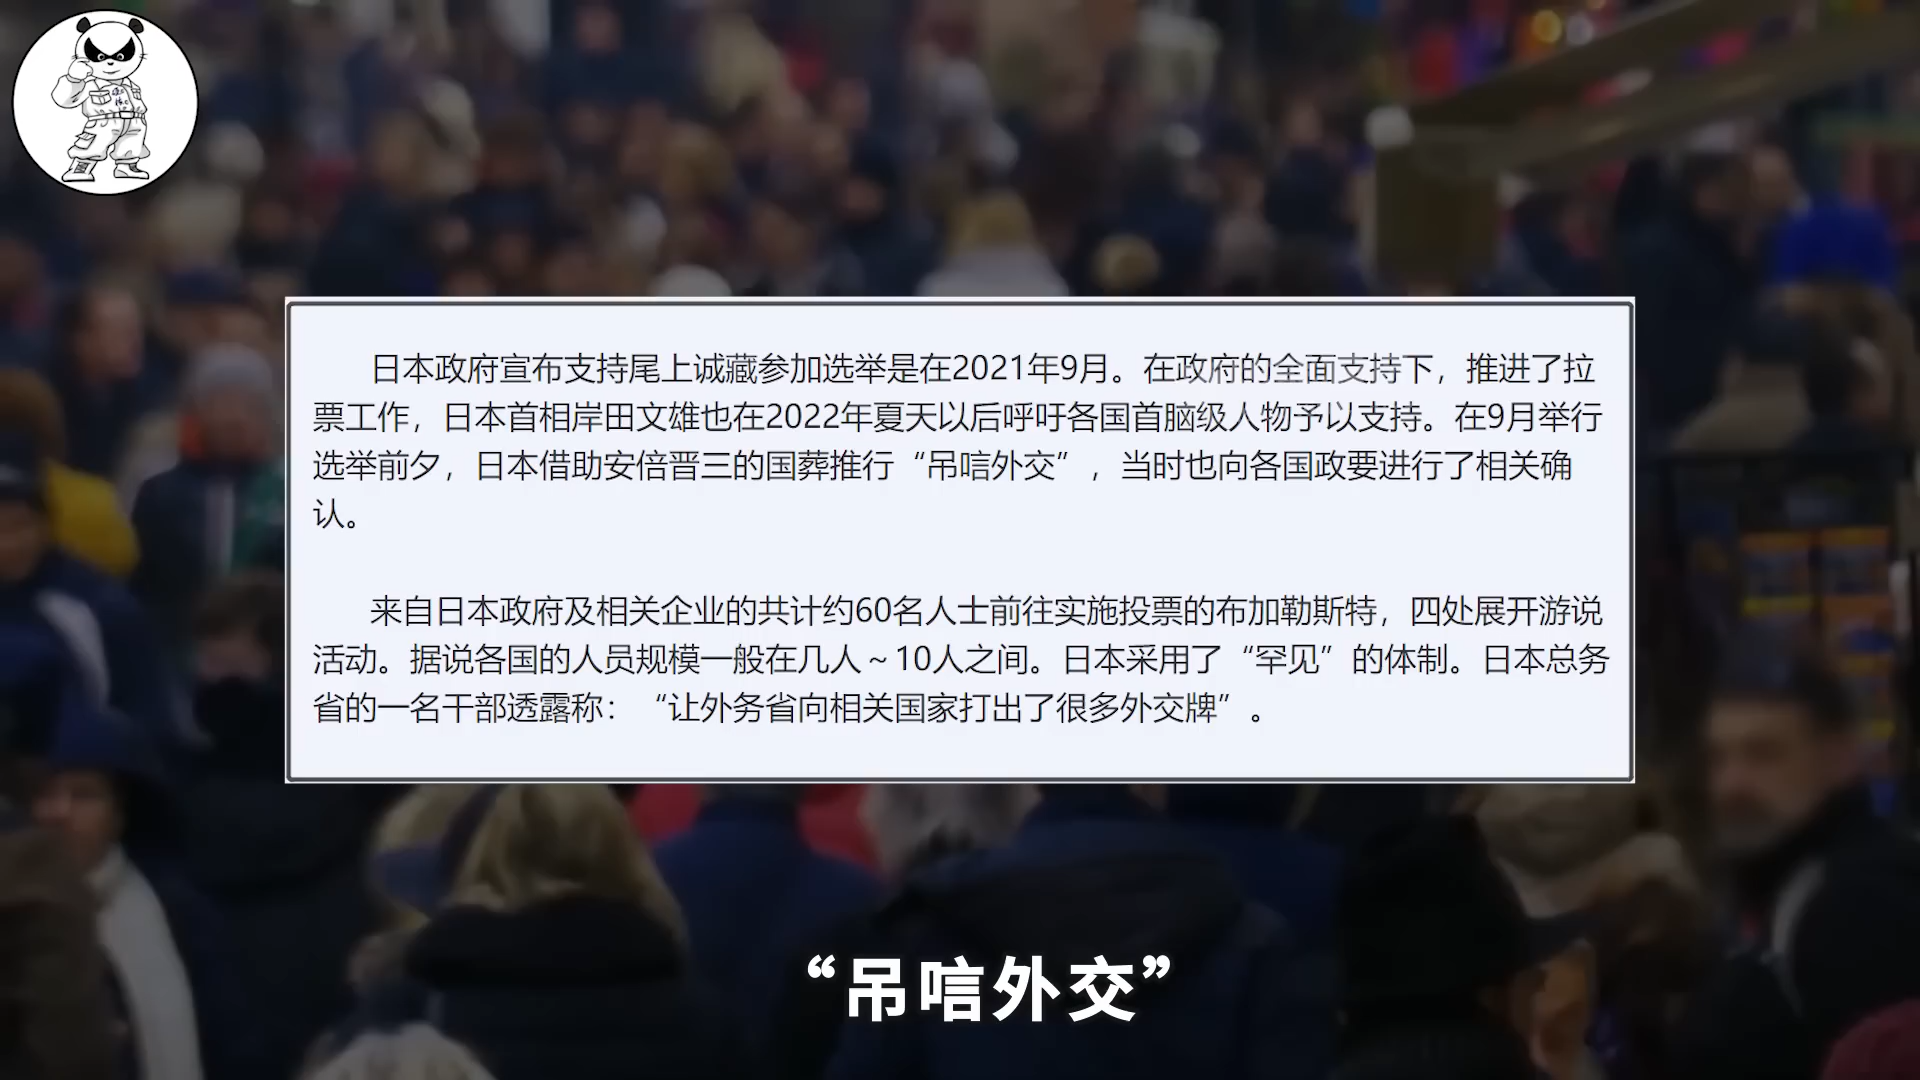 日本政府宣布支持尾上诚藏参加选举是在2021年9月。在政府的全面支持下，推进了拉
票工作，日本首相岸田文雄也在2022年夏天以后呼吁各国首脑级人物予以支持。在9月举行
选举前夕，日本借助安倍晋三的国葬推行“吊唁外交”，当时也向各国政要进行了相关确
认。
来自日本政府及相关企业的共计约60名人士前往实施投票的布加勒斯特，四处展开游说
活动。据说各国的人员规模一般在几人～10人之间。日本采用了“罕见”的体制。日本总务
省的一名干部透露称：“让外务省向相关国家打出了很多外交牌”。
“吊唁外交”